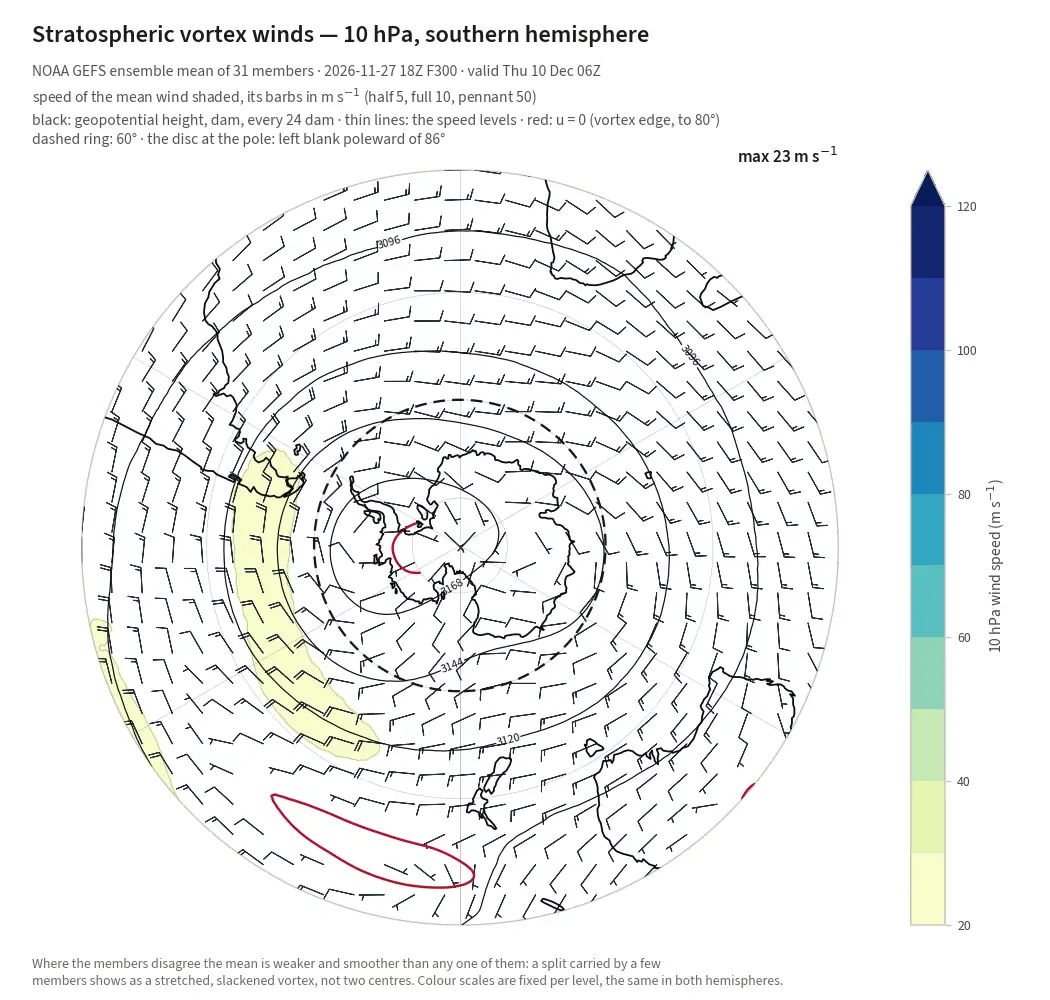 Stratospheric vortex winds — 10 hPa, southern hemisphere
NOAA GEFS ensemble mean of 31 members · 2026-11-27 18Z F300 · valid Thu 10 Dec 06Z
speed of the mean wind shaded, its barbs in m s⁻¹ (half 5, full 10, pennant 50)
black: geopotential height, dam, every 24 dam · thin lines: the speed levels · red: u = 0 (vortex edge, to 80°)
dashed ring: 60° · the disc at the pole: left blank poleward of 86°
max 23 m s⁻¹
3096
3096
3168
3144
3120
120
100
80
60
40
20
10 hPa wind speed (m s⁻¹)
Where the members disagree the mean is weaker and smoother than any one of them: a split carried by a few
members shows as a stretched, slackened vortex, not two centres. Colour scales are fixed per level, the same in both hemispheres.